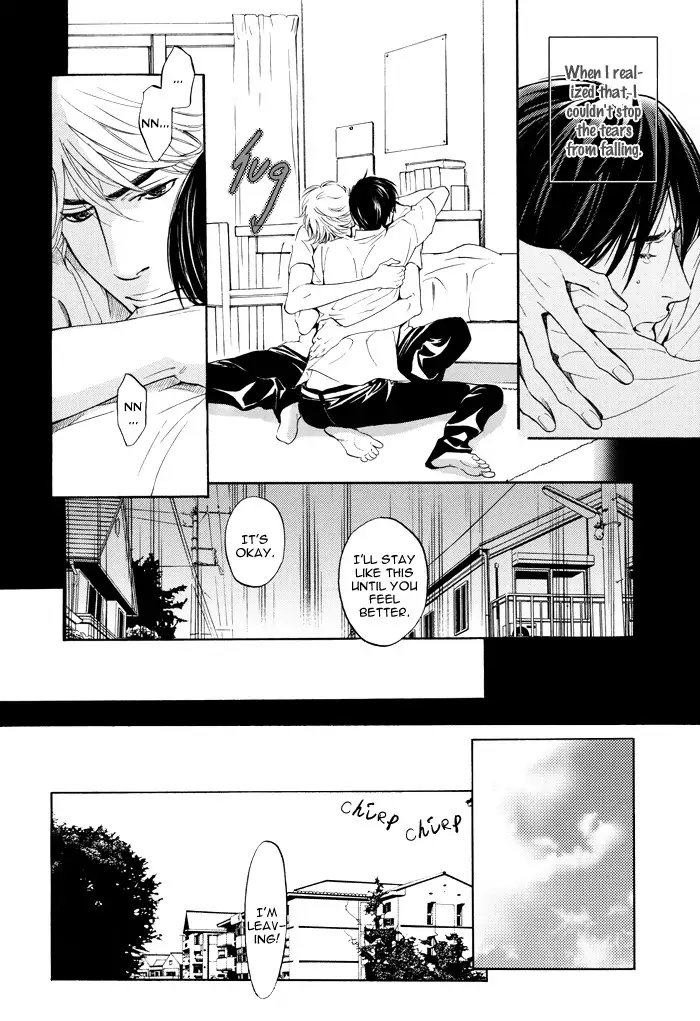 When I real-
ized that, I
couldn't stop
the tears
from falling.
hug
...
NN...
NN
...
I'LL STAY
LIKE THIS
UNTIL YOU
FEEL
BETTER.
IT'S
OKAY.
chirp
chirp
I'M
LEAV-
ING!